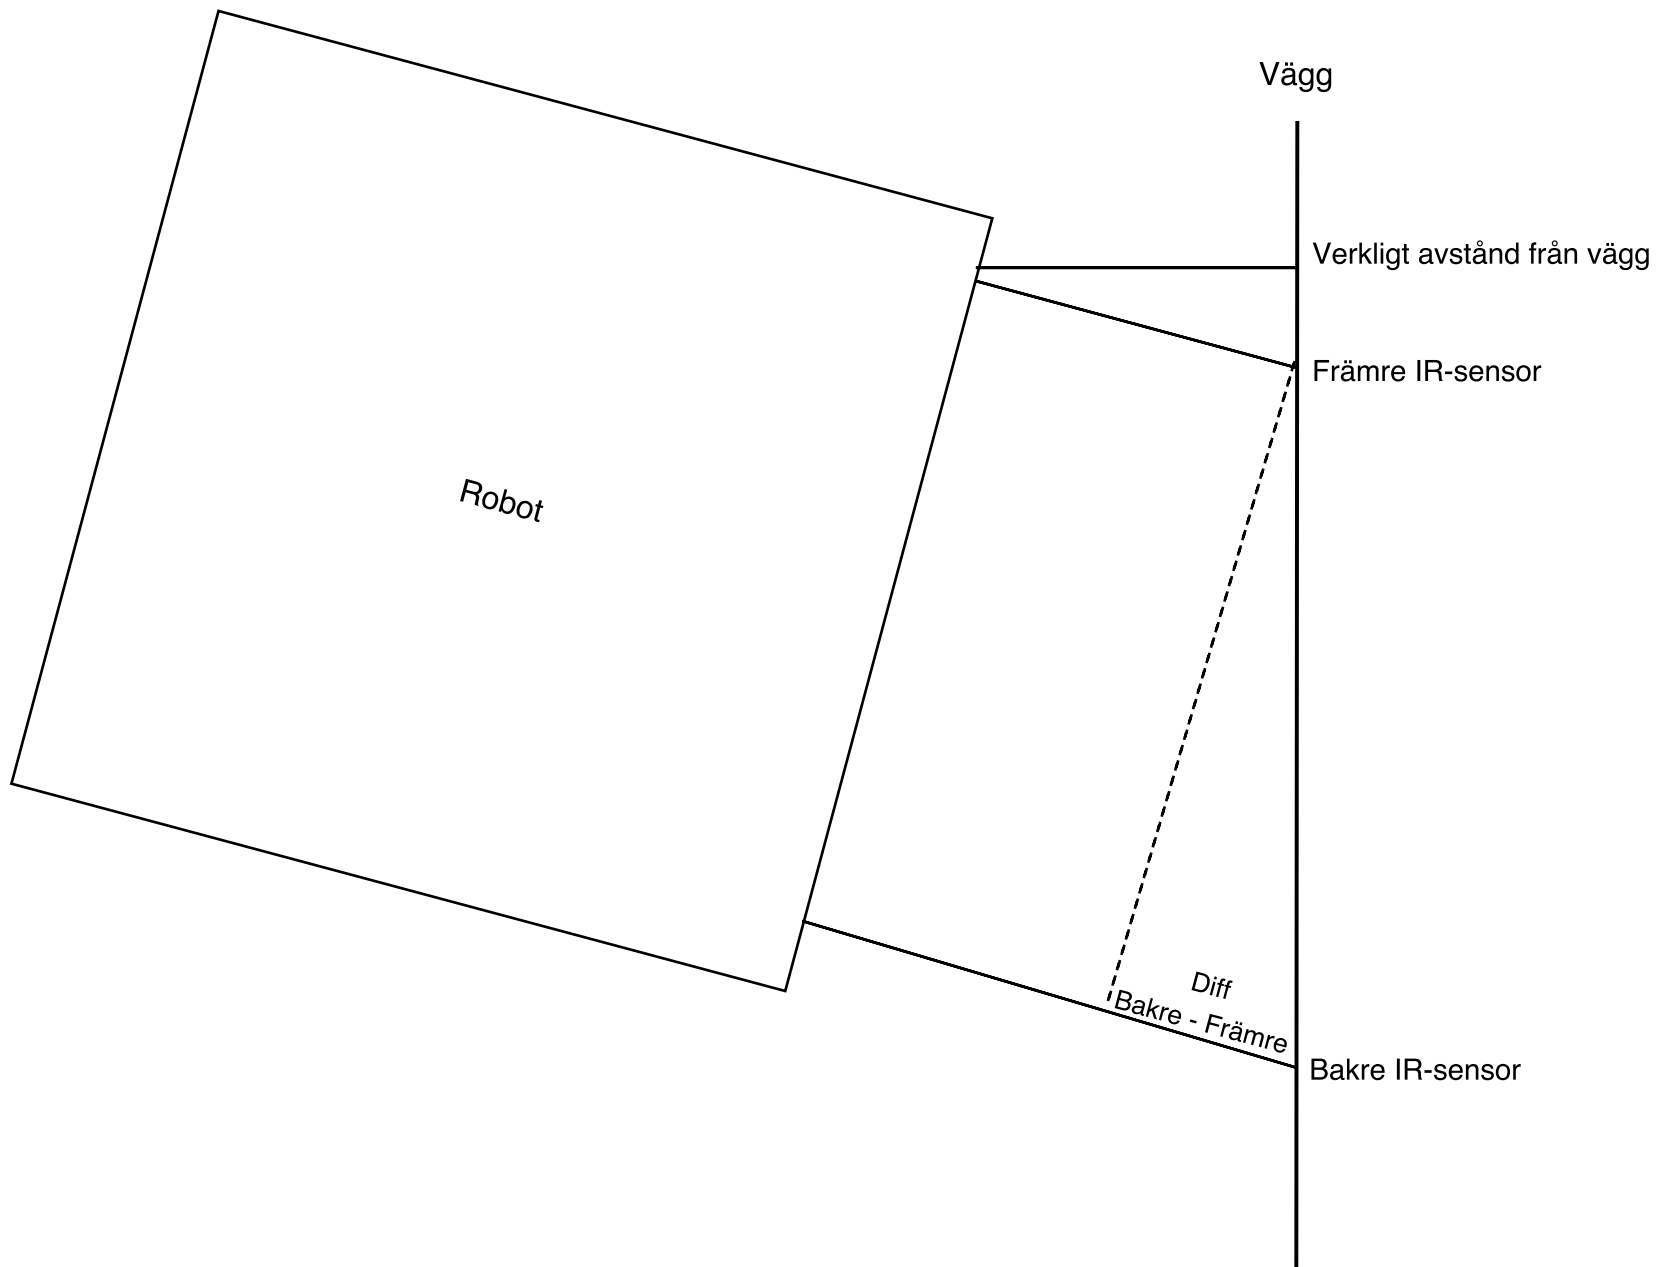 Vägg
Verkligt avstånd från vägg
Främre IR-sensor
Robot
Diff
Bakre - Främre
Bakre IR-sensor